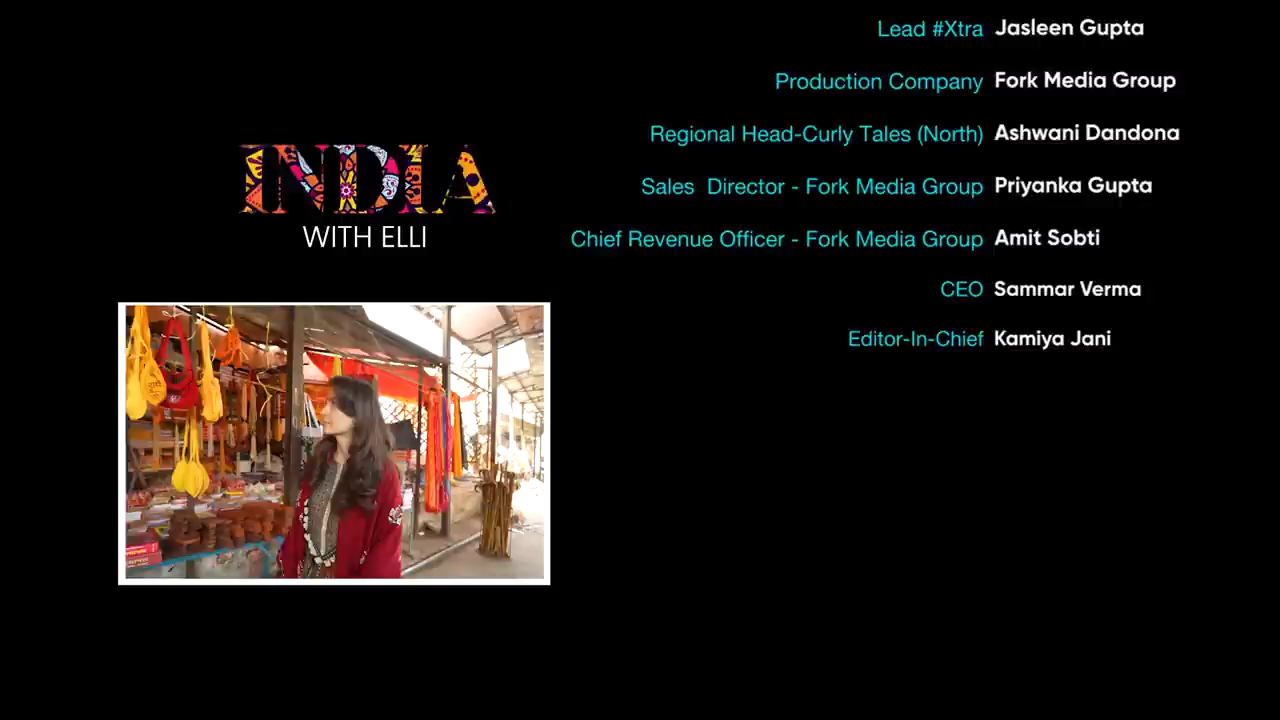 INDIA
WITH ELLI
Lead #Xtra Jasleen Gupta
Production Company Fork Media Group
Regional Head-Curly Tales (North) Ashwani Dandona
Sales  Director - Fork Media Group Priyanka Gupta
Chief Revenue Officer - Fork Media Group Amit Sobti
CEO Sammar Verma
Editor-In-Chief Kamiya Jani